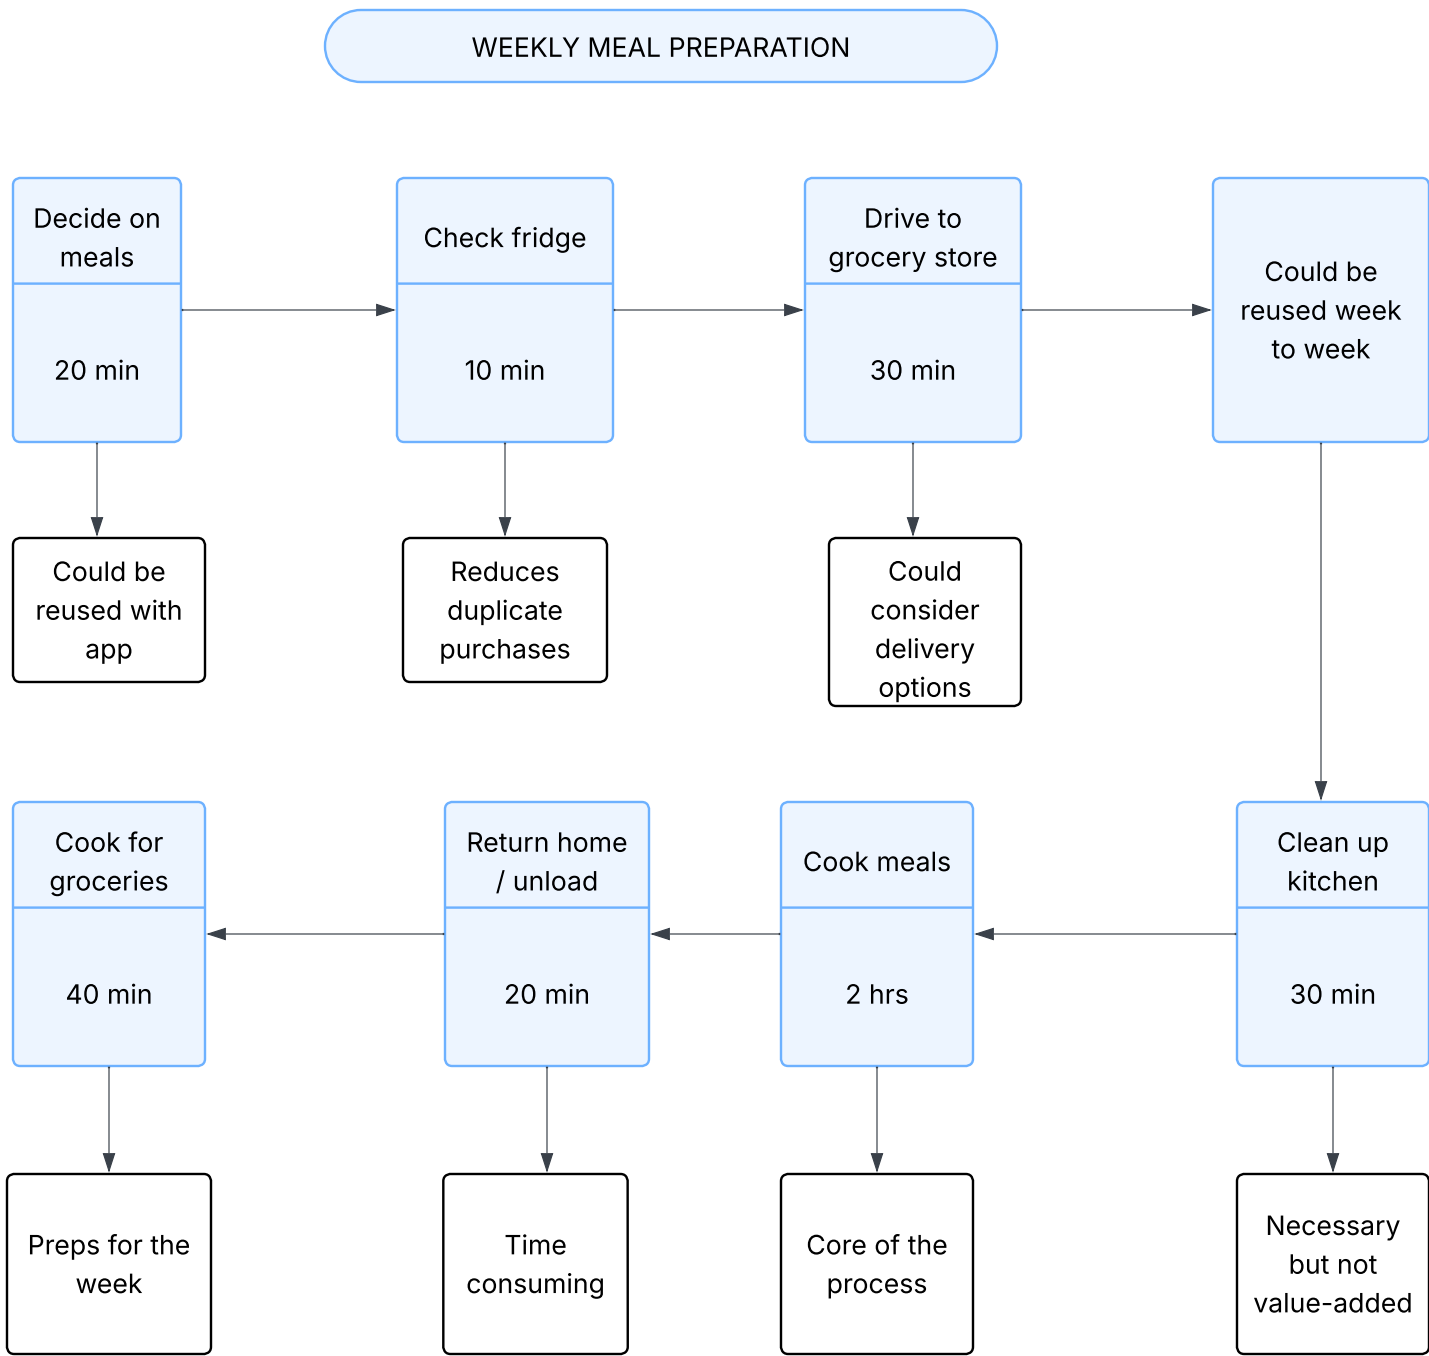 WEEKLY MEAL PREPARATION
Decide on
meals
20 min
Check fridge
10 min
Drive to
grocery store
30 min
Could be
reused week
to week
Could be
reused with
app
Reduces
duplicate
purchases
Could
consider
delivery
options
Cook for
groceries
40 min
Return home
/ unload
20 min
Cook meals
2 hrs
Clean up
kitchen
30 min
Preps for the
week
Time
consuming
Core of the
process
Necessary
but not
value-added